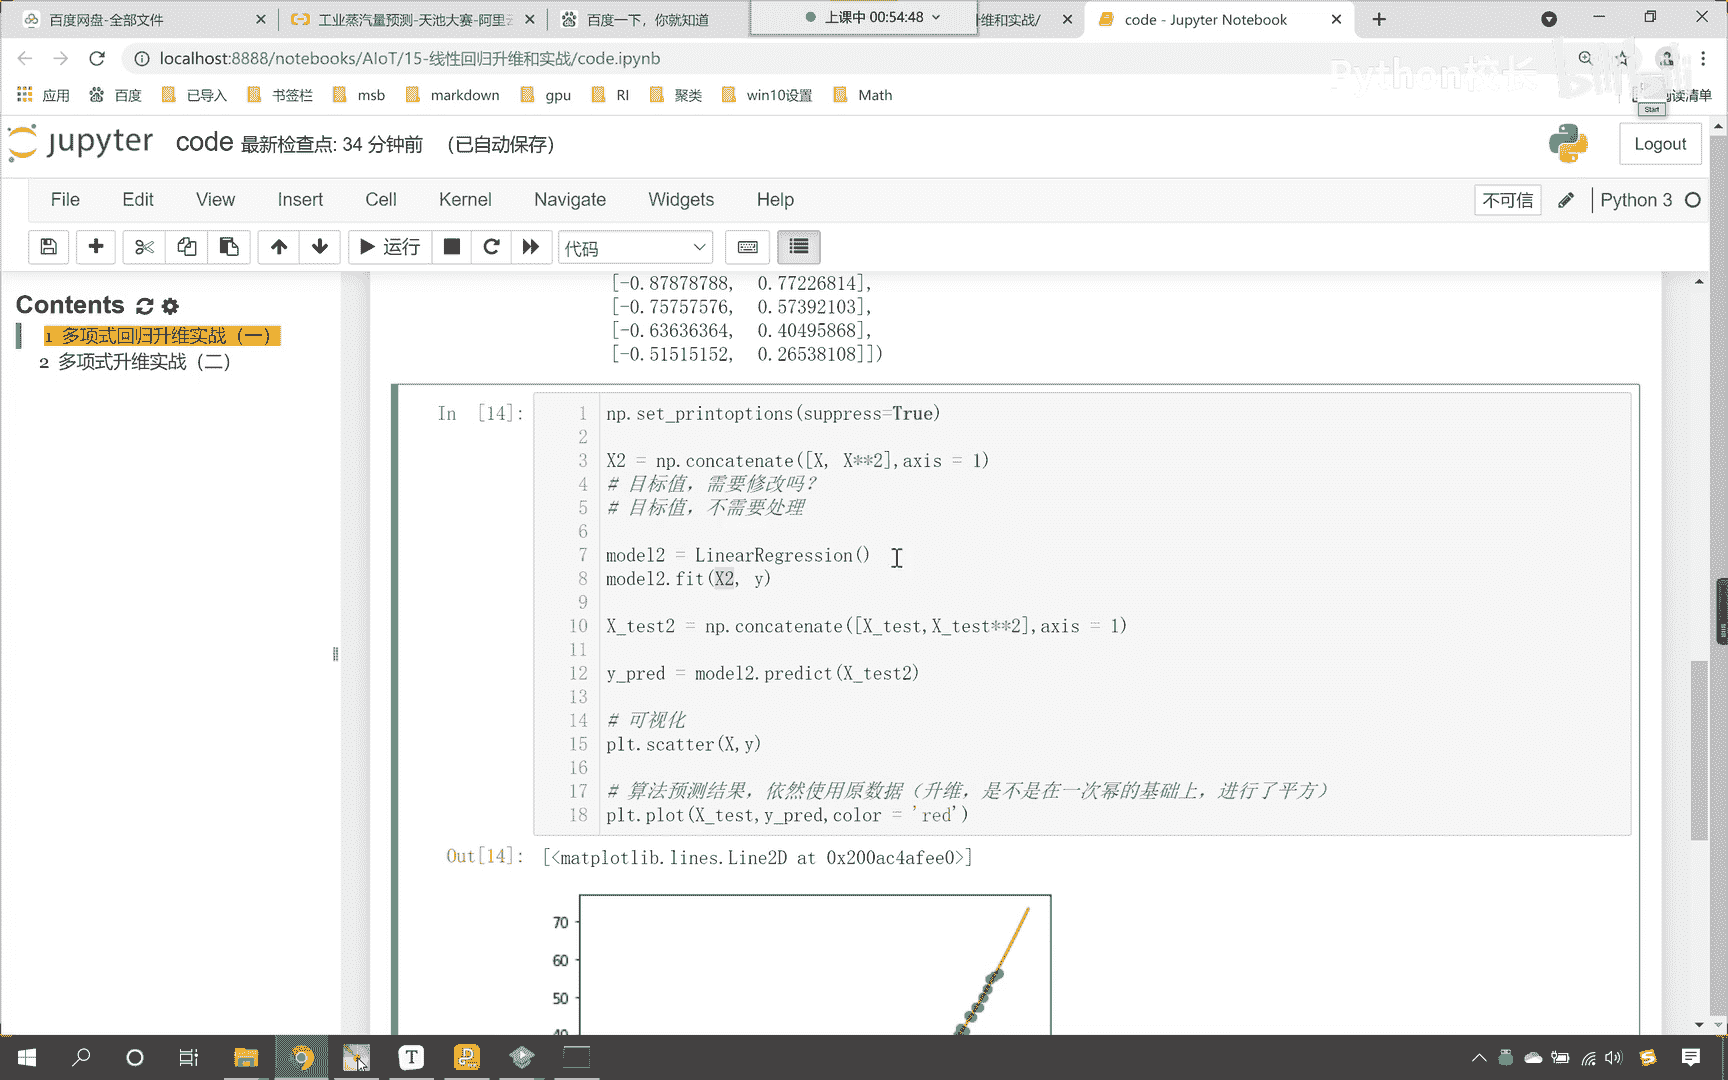 百度网盘-全部文件
工业蒸汽量预测-天池大赛-阿里云
百度一下，你就知道
上课中 00:54:48
维和实战/
code - Jupyter Notebook
localhost:8888/notebooks/AIoT/15-线性回归升维和实战/code.ipynb
应用 百度 已导入 书签栏 msb markdown gpu RI 聚类 win10设置 Math 阅读清单
Start
jupyter code 最新检查点: 34 分钟前 (已自动保存) Logout
File Edit View Insert Cell Kernel Navigate Widgets Help 不可信 Python 3
运行 代码
Contents
1 多项式回归升维实战（一）
2 多项式升维实战（二）
[-0.87878788, 0.77226814],
[-0.75757576, 0.57392103],
[-0.63636364, 0.40495868],
[-0.51515152, 0.26538108]])
In [14]:
1 np.set_printoptions(suppress=True)
2
3 X2 = np.concatenate([X, X**2],axis = 1)
4 # 目标值，需要修改吗？
5 # 目标值，不需要处理
6
7 model2 = LinearRegression()
8 model2.fit(X2, y)
9
10 X_test2 = np.concatenate([X_test,X_test**2],axis = 1)
11
12 y_pred = model2.predict(X_test2)
13
14 # 可视化
15 plt.scatter(X,y)
16
17 # 算法预测结果，依然使用原数据（升维，是不是在一次幂的基础上，进行了平方）
18 plt.plot(X_test,y_pred,color = 'red')
Out[14]: [<matplotlib.lines.Line2D at 0x200ac4afee0>]
70
60
50
40